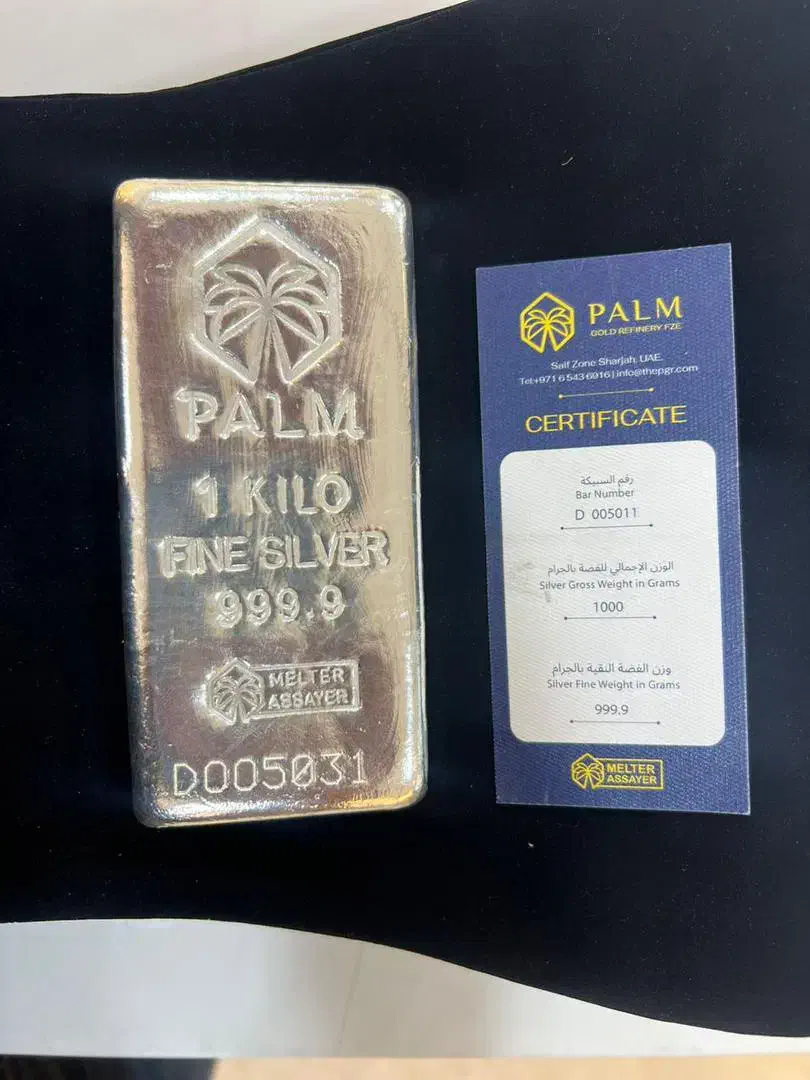 PALM
1 KILO
FINE SILVER
999.9
MELTER
ASSAYER
D005031
PALM
GOLD REFINERY FZE
Saif Zone Sharjah, UAE.
Tel:+971 6 543 6916 | info@thepgr.com
CERTIFICATE
رقم السبيكة
Bar Number
D 005011
الوزن الإجمالي للفضة بالجرام
Silver Gross Weight in Grams
1000
وزن الفضة النقية بالجرام
Silver Fine Weight in Grams
999.9
MELTER
ASSAYER